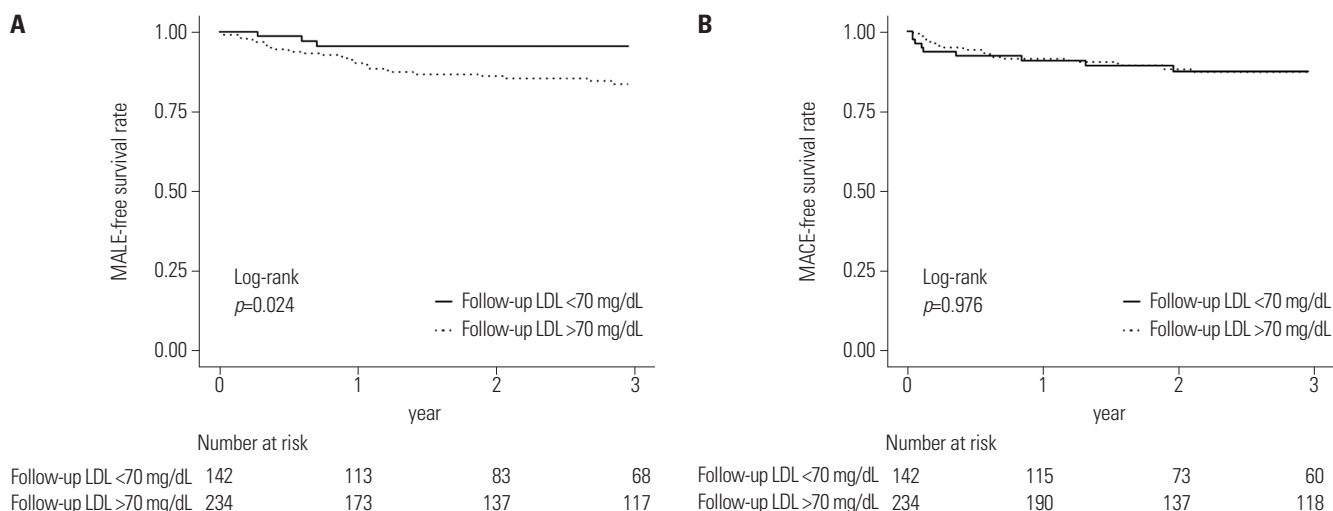 A
MALE-free survival rate
1.00
0.75
0.50
0.25
0.00
Log-rank
p=0.024
Follow-up LDL <70 mg/dL
Follow-up LDL >70 mg/dL
0 1 2 3
year
Number at risk
Follow-up LDL <70 mg/dL 142 113 83 68
Follow-up LDL >70 mg/dL 234 173 137 117
B
MACE-free survival rate
1.00
0.75
0.50
0.25
0.00
Log-rank
p=0.976
Follow-up LDL <70 mg/dL
Follow-up LDL >70 mg/dL
0 1 2 3
year
Number at risk
Follow-up LDL <70 mg/dL 142 115 73 60
Follow-up LDL >70 mg/dL 234 190 137 118